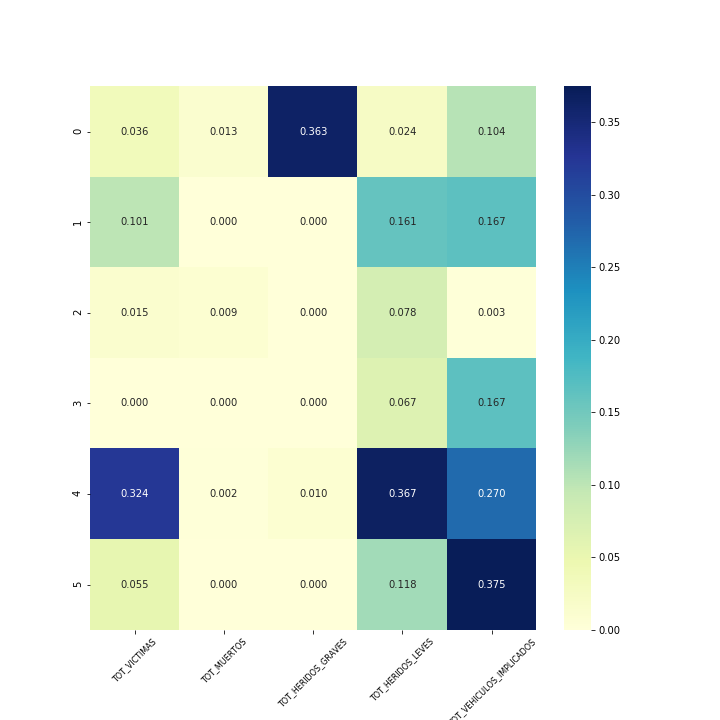 0 0.036 0.013 0.363 0.024 0.104
1 0.101 0.000 0.000 0.161 0.167
2 0.015 0.009 0.000 0.078 0.003
3 0.000 0.000 0.000 0.067 0.167
4 0.324 0.002 0.010 0.367 0.270
5 0.055 0.000 0.000 0.118 0.375
TOT_VICTIMAS
TOT_MUERTOS
TOT_HERIDOS_GRAVES
TOT_HERIDOS_LEVES
OT_VEHICULOS_IMPLICADOS
0.35
0.30
0.25
0.20
0.15
0.10
0.05
0.00